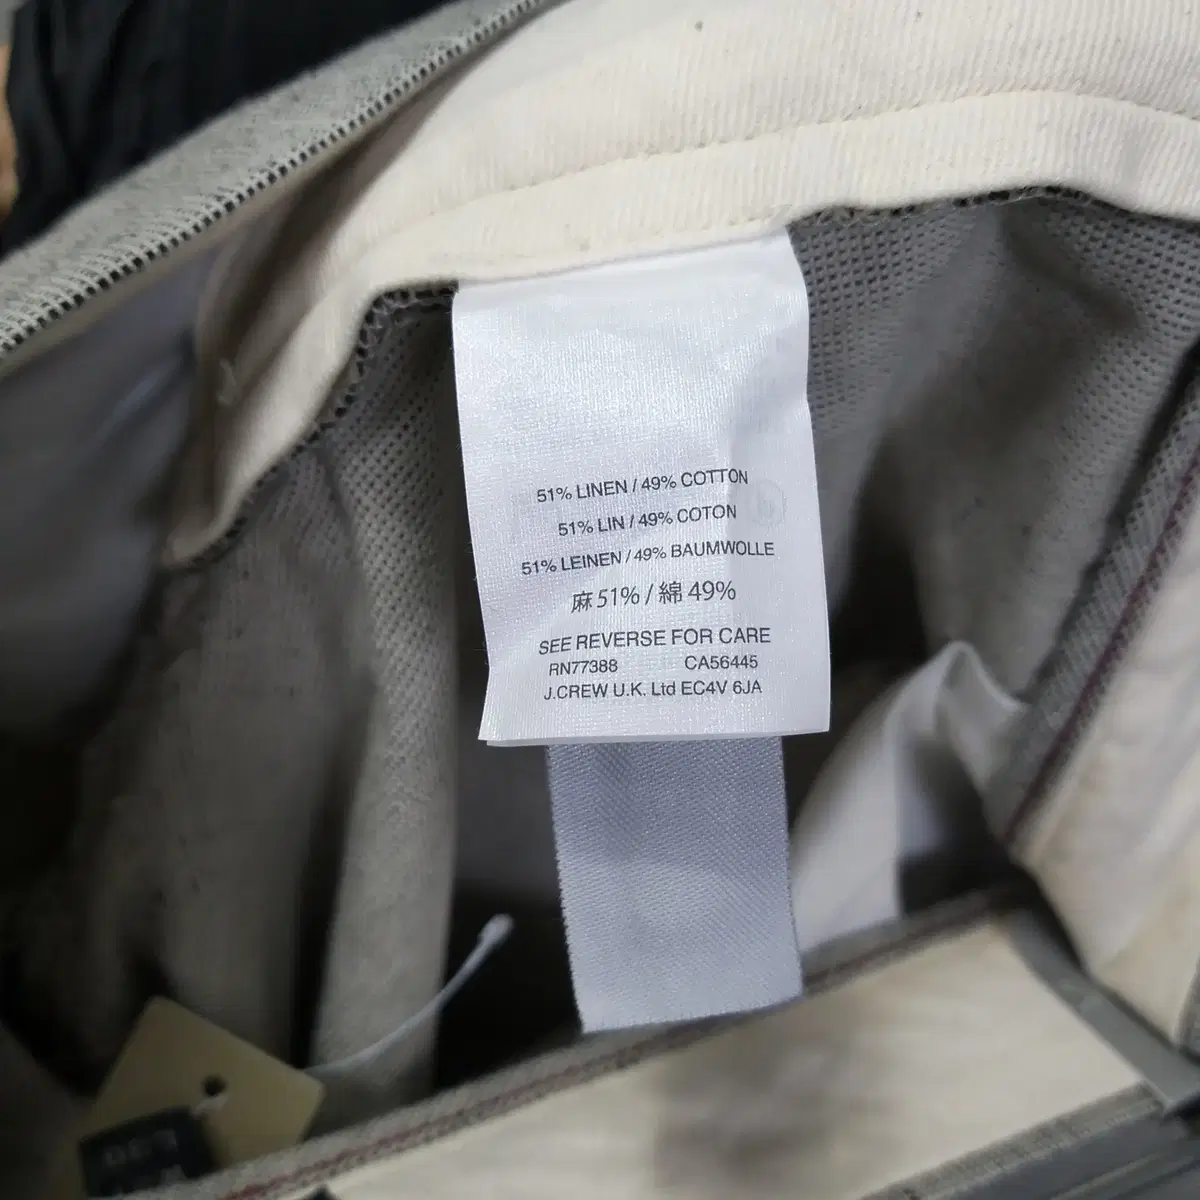 51% LINEN / 49% COTTON
51% LIN / 49% COTON
51% LEINEN / 49% BAUMWOLLE
麻 51% / 綿 49%
SEE REVERSE FOR CARE
RN77388 CA56445
J.CREW U.K. Ltd EC4V 6JA